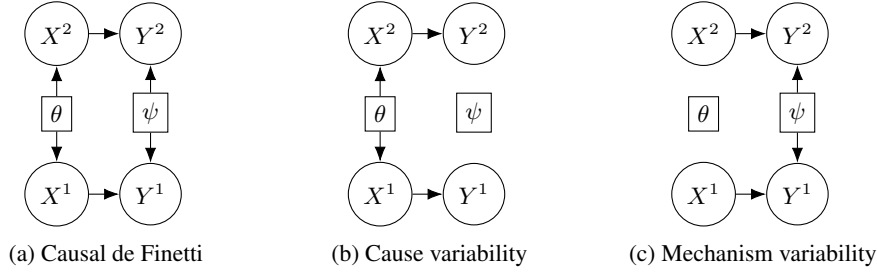 X² Y² X² Y² X² Y²
θ ψ θ ψ θ ψ
X¹ Y¹ X¹ Y¹ X¹ Y¹
(a) Causal de Finetti (b) Cause variability (c) Mechanism variability